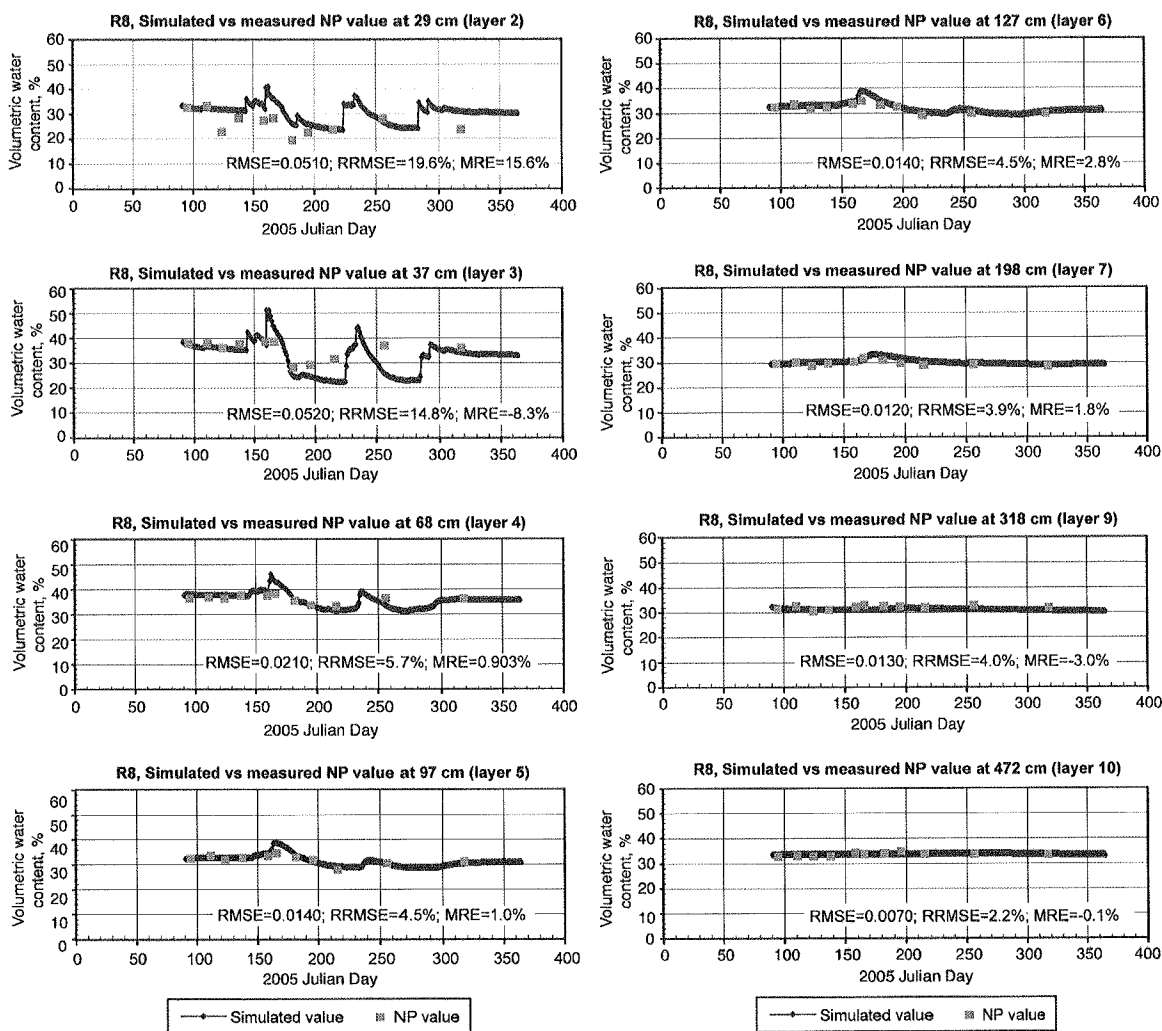 R8, Simulated vs measured NP value at 29 cm (layer 2)
Volumetric water
content, %
60
50
40
30
20
10
0
RMSE=0.0510; RRMSE=19.6%; MRE=15.6%
0 50 100 150 200 250 300 350 400
2005 Julian Day
R8, Simulated vs measured NP value at 37 cm (layer 3)
Volumetric water
content, %
60
50
40
30
20
10
0
RMSE=0.0520; RRMSE=14.8%; MRE=-8.3%
0 50 100 150 200 250 300 350 400
2005 Julian Day
R8, Simulated vs measured NP value at 68 cm (layer 4)
Volumetric water
content, %
60
50
40
30
20
10
0
RMSE=0.0210; RRMSE=5.7%; MRE=0.903%
0 50 100 150 200 250 300 350 400
2005 Julian Day
R8, Simulated vs measured NP value at 97 cm (layer 5)
Volumetric water
content, %
60
50
40
30
20
10
0
RMSE=0.0140; RRMSE=4.5%; MRE=1.0%
0 50 100 150 200 250 300 350 400
2005 Julian Day
Simulated value NP value
R8, Simulated vs measured NP value at 127 cm (layer 6)
Volumetric water
content, %
60
50
40
30
20
10
0
RMSE=0.0140; RRMSE=4.5%; MRE=2.8%
0 50 100 150 200 250 300 350 400
2005 Julian Day
R8, Simulated vs measured NP value at 198 cm (layer 7)
Volumetric water
content, %
60
50
40
30
20
10
0
RMSE=0.0120; RRMSE=3.9%; MRE=1.8%
0 50 100 150 200 250 300 350 400
2005 Julian Day
R8, Simulated vs measured NP value at 318 cm (layer 9)
Volumetric water
content, %
60
50
40
30
20
10
0
RMSE=0.0130; RRMSE=4.0%; MRE=-3.0%
0 50 100 150 200 250 300 350 400
2005 Julian Day
R8, Simulated vs measured NP value at 472 cm (layer 10)
Volumetric water
content, %
60
50
40
30
20
10
0
RMSE=0.0070; RRMSE=2.2%; MRE=-0.1%
0 50 100 150 200 250 300 350 400
2005 Julian Day
Simulated value NP value